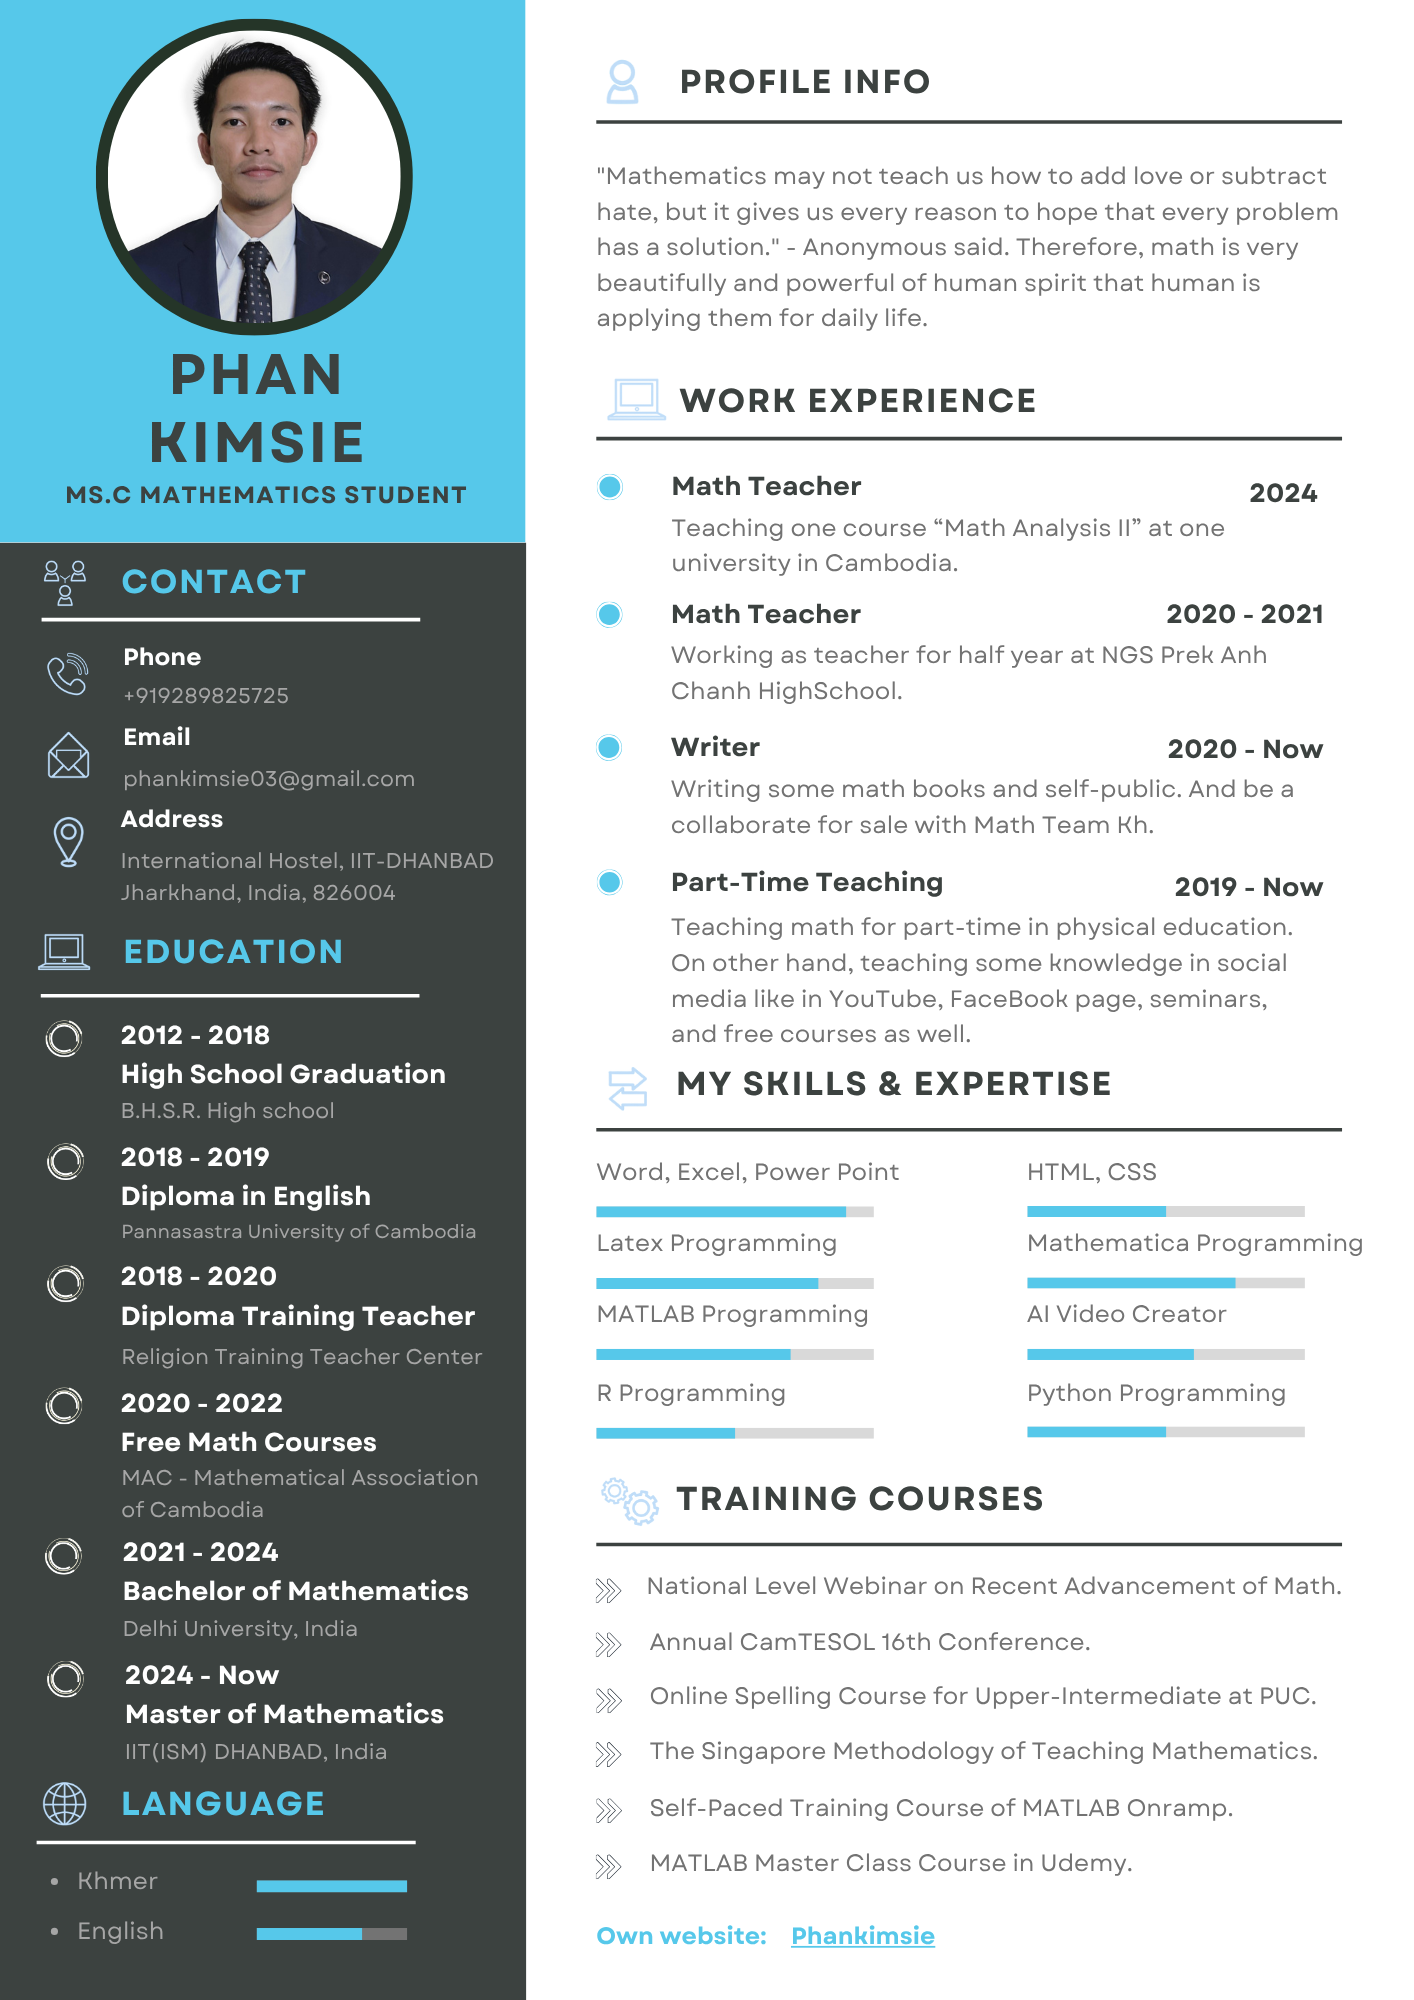 PHAN
KIMSIE
MS.C MATHEMATICS STUDENT
CONTACT
Phone
+919289825725
Email
phankimsie03@gmail.com
Address
International Hostel, IIT-DHANBAD
Jharkhand, India, 826004
EDUCATION
2012 - 2018
High School Graduation
B.H.S.R. High school
2018 - 2019
Diploma in English
Pannasastra University of Cambodia
2018 - 2020
Diploma Training Teacher
Religion Training Teacher Center
2020 - 2022
Free Math Courses
MAC - Mathematical Association
of Cambodia
2021 - 2024
Bachelor of Mathematics
Delhi University, India
2024 - Now
Master of Mathematics
IIT(ISM) DHANBAD, India
LANGUAGE
• Khmer
• English
PROFILE INFO
"Mathematics may not teach us how to add love or subtract
hate, but it gives us every reason to hope that every problem
has a solution." - Anonymous said. Therefore, math is very
beautifully and powerful of human spirit that human is
applying them for daily life.
WORK EXPERIENCE
Math Teacher 2024
Teaching one course “Math Analysis II” at one
university in Cambodia.
Math Teacher 2020 - 2021
Working as teacher for half year at NGS Prek Anh
Chanh HighSchool.
Writer 2020 - Now
Writing some math books and self-public. And be a
collaborate for sale with Math Team Kh.
Part-Time Teaching 2019 - Now
Teaching math for part-time in physical education.
On other hand, teaching some knowledge in social
media like in YouTube, FaceBook page, seminars,
and free courses as well.
MY SKILLS & EXPERTISE
Word, Excel, Power Point HTML, CSS
Latex Programming Mathematica Programming
MATLAB Programming AI Video Creator
R Programming Python Programming
TRAINING COURSES
National Level Webinar on Recent Advancement of Math.
Annual CamTESOL 16th Conference.
Online Spelling Course for Upper-Intermediate at PUC.
The Singapore Methodology of Teaching Mathematics.
Self-Paced Training Course of MATLAB Onramp.
MATLAB Master Class Course in Udemy.
Own website: Phankimsie